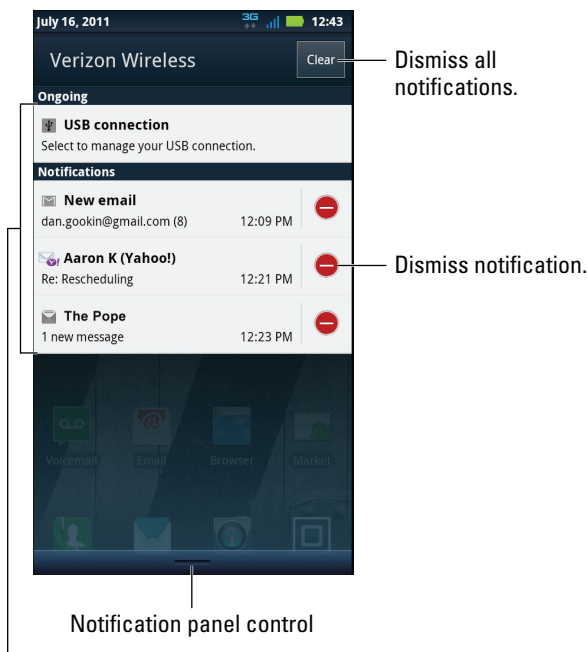 July 16, 2011 3G 12:43
Verizon Wireless Clear
Dismiss all
notifications.
Ongoing
USB connection
Select to manage your USB connection.
Notifications
New email
dan.gookin@gmail.com (8) 12:09 PM
Aaron K (Yahoo!)
Re: Rescheduling 12:21 PM
Dismiss notification.
The Pope
1 new message 12:23 PM
Voicemail Email Browser Market
Notification panel control